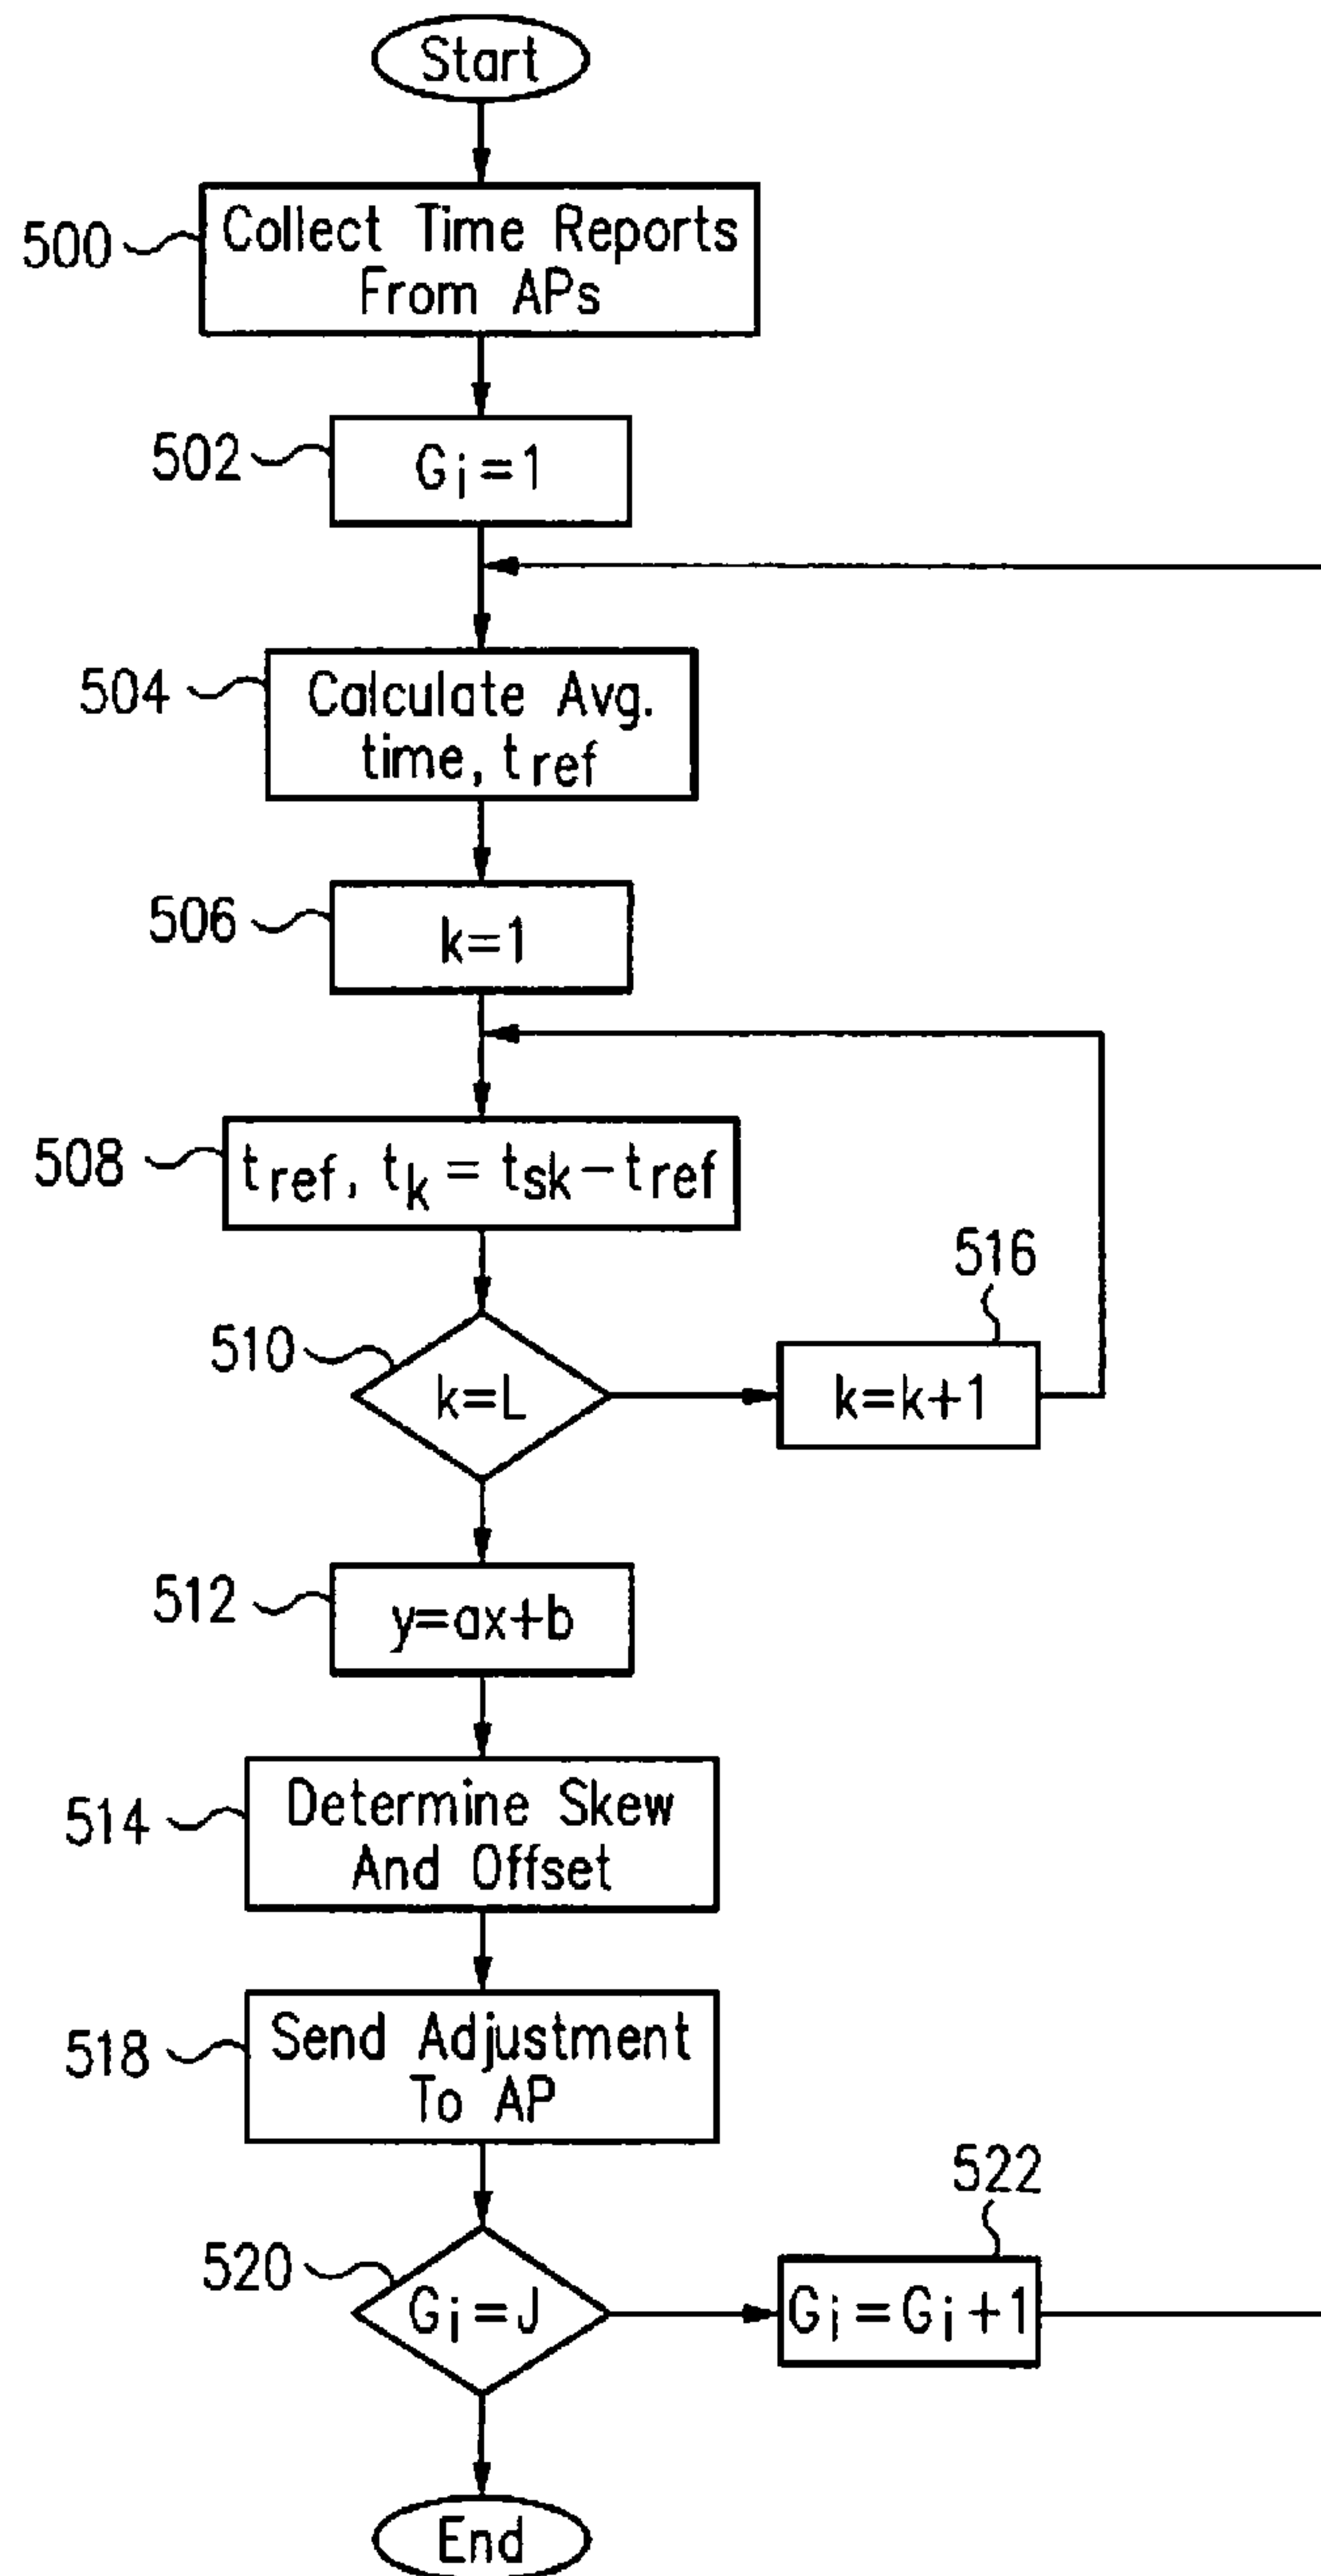 Start
500
Collect Time Reports
From APs
502
Gi=1
504
Calculate Avg.
time, tref
506
k=1
508
tref, tk = tsk-tref
516
510
k=L
k=k+1
512
y=ax+b
514
Determine Skew
And Offset
518
Send Adjustment
To AP
522
520
Gi=J
Gi=Gi+1
End